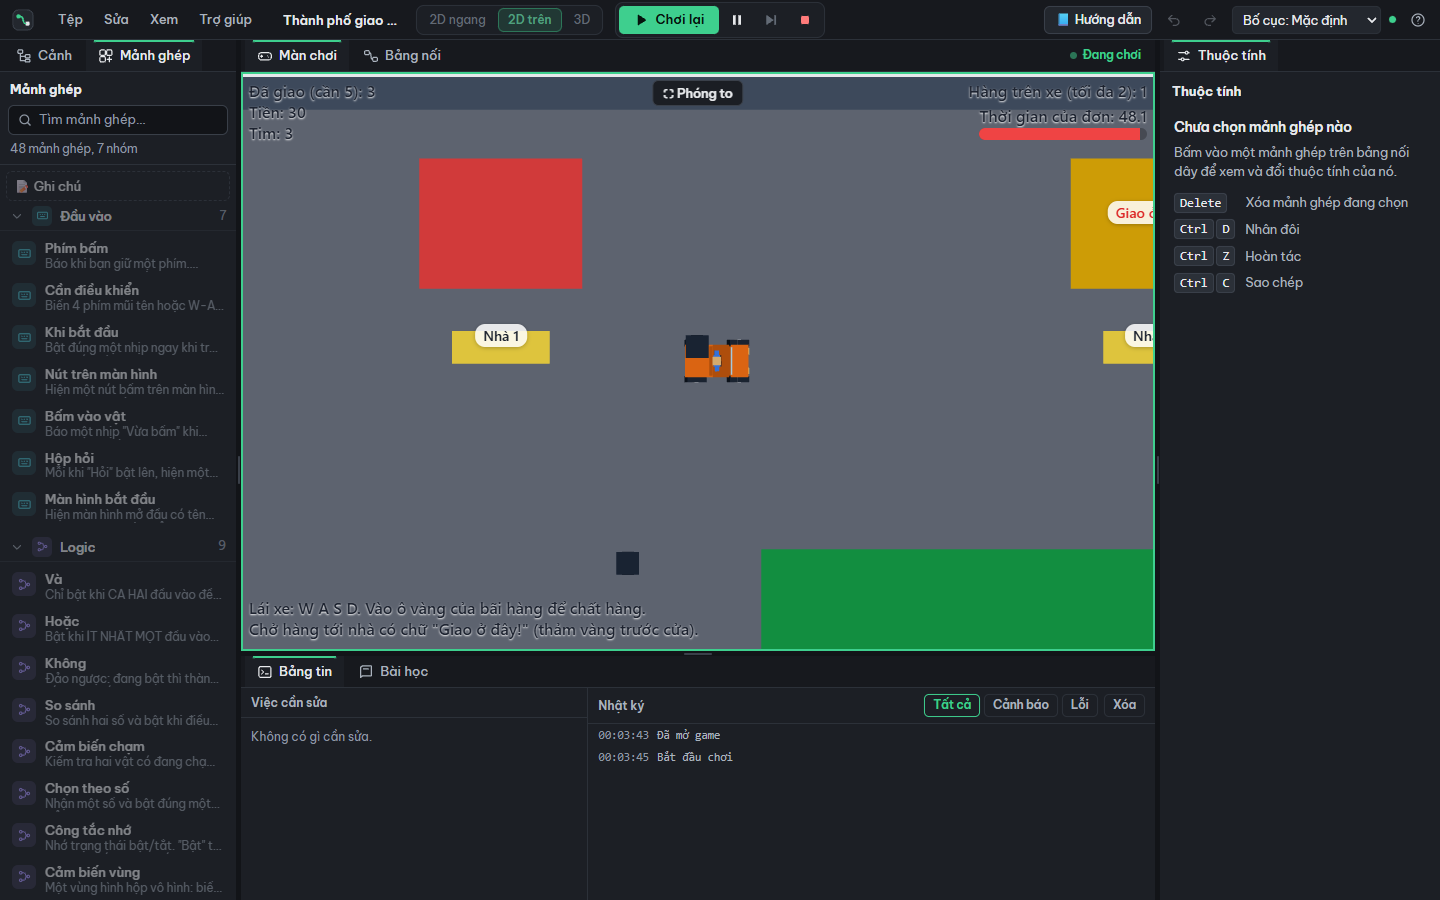 Tệp Sửa Xem Trợ giúp Thành phố giao ... 2D ngang 2D trên 3D Chơi lại Hướng dẫn Bố cục: Mặc định
Cảnh Mảnh ghép
Màn chơi Bảng nối Đang chơi
Thuộc tính
Mảnh ghép
Tìm mảnh ghép...
48 mảnh ghép, 7 nhóm
Ghi chú
Đầu vào 7
Phím bấm
Báo khi bạn giữ một phím....
Cần điều khiển
Biến 4 phím mũi tên hoặc W-A...
Khi bắt đầu
Bật đúng một nhịp ngay khi tr...
Nút trên màn hình
Hiện một nút bấm trên màn hìn...
Bấm vào vật
Báo một nhịp "Vừa bấm" khi...
Hộp hỏi
Mỗi khi "Hỏi" bật lên, hiện một...
Màn hình bắt đầu
Hiện màn hình mở đầu có tên...
Logic 9
Và
Chỉ bật khi CẢ HAI đầu vào đề...
Hoặc
Bật khi ÍT NHẤT MỘT đầu vào...
Không
Đảo ngược: đang bật thì thàn...
So sánh
So sánh hai số và bật khi điều...
Cảm biến chạm
Kiểm tra hai vật có đang chạ...
Chọn theo số
Nhận một số và bật đúng một...
Công tắc nhớ
Nhớ trạng thái bật/tắt. "Bật" t...
Cảm biến vùng
Một vùng hình hộp vô hình: biế...
Đã giao (cần 5): 3
Tiền: 30
Tim: 3
Phóng to
Hàng trên xe (tối đa 2): 1
Thời gian của đơn: 48.1
Giao ở
Nhà 1
Nhà
Lái xe: W A S D. Vào ô vàng của bãi hàng để chất hàng.
Chở hàng tới nhà có chữ "Giao ở đây!" (thảm vàng trước cửa).
Bảng tin Bài học
Việc cần sửa
Không có gì cần sửa.
Nhật ký Tất cả Cảnh báo Lỗi Xóa
00:03:43 Đã mở game
00:03:45 Bắt đầu chơi
Thuộc tính
Chưa chọn mảnh ghép nào
Bấm vào một mảnh ghép trên bảng nối
dây để xem và đổi thuộc tính của nó.
Delete Xóa mảnh ghép đang chọn
Ctrl D Nhân đôi
Ctrl Z Hoàn tác
Ctrl C Sao chép